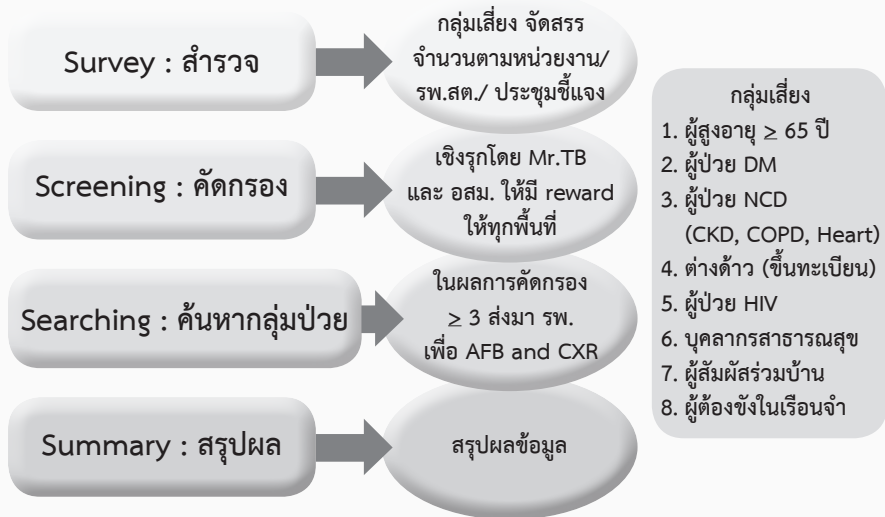 Survey : สำรวจ
กลุ่มเสี่ยง จัดสรร
จำนวนตามหน่วยงาน/
รพ.สต./ ประชุมชี้แจง
Screening : คัดกรอง
เชิงรุกโดย Mr.TB
และ อสม. ให้มี reward
ให้ทุกพื้นที่
Searching : ค้นหากลุ่มป่วย
ในผลการคัดกรอง
≥ 3 ส่งมา รพ.
เพื่อ AFB and CXR
Summary : สรุปผล
สรุปผลข้อมูล
กลุ่มเสี่ยง
1. ผู้สูงอายุ ≥ 65 ปี
2. ผู้ป่วย DM
3. ผู้ป่วย NCD
(CKD, COPD, Heart)
4. ต่างด้าว (ขึ้นทะเบียน)
5. ผู้ป่วย HIV
6. บุคลากรสาธารณสุข
7. ผู้สัมผัสร่วมบ้าน
8. ผู้ต้องขังในเรือนจำ